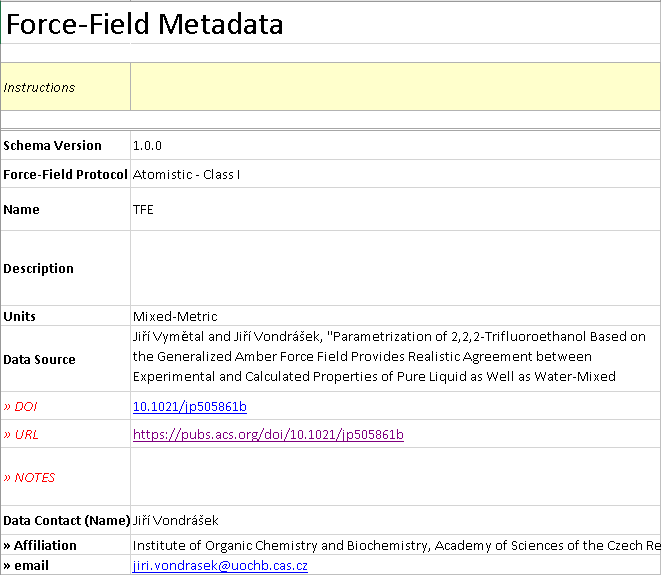 Force-Field Metadata
Instructions
Schema Version 1.0.0
Force-Field Protocol Atomistic - Class I
Name TFE
Description
Units Mixed-Metric
Data Source Jiří Vymětal and Jiří Vondrášek, "Parametrization of 2,2,2-Trifluoroethanol Based on
the Generalized Amber Force Field Provides Realistic Agreement between
Experimental and Calculated Properties of Pure Liquid as Well as Water-Mixed
» DOI 10.1021/jp505861b
» URL https://pubs.acs.org/doi/10.1021/jp505861b
» NOTES
Data Contact (Name) Jiří Vondrášek
» Affiliation Institute of Organic Chemistry and Biochemistry, Academy of Sciences of the Czech Re
» email jiri.vondrasek@uochb.cas.cz